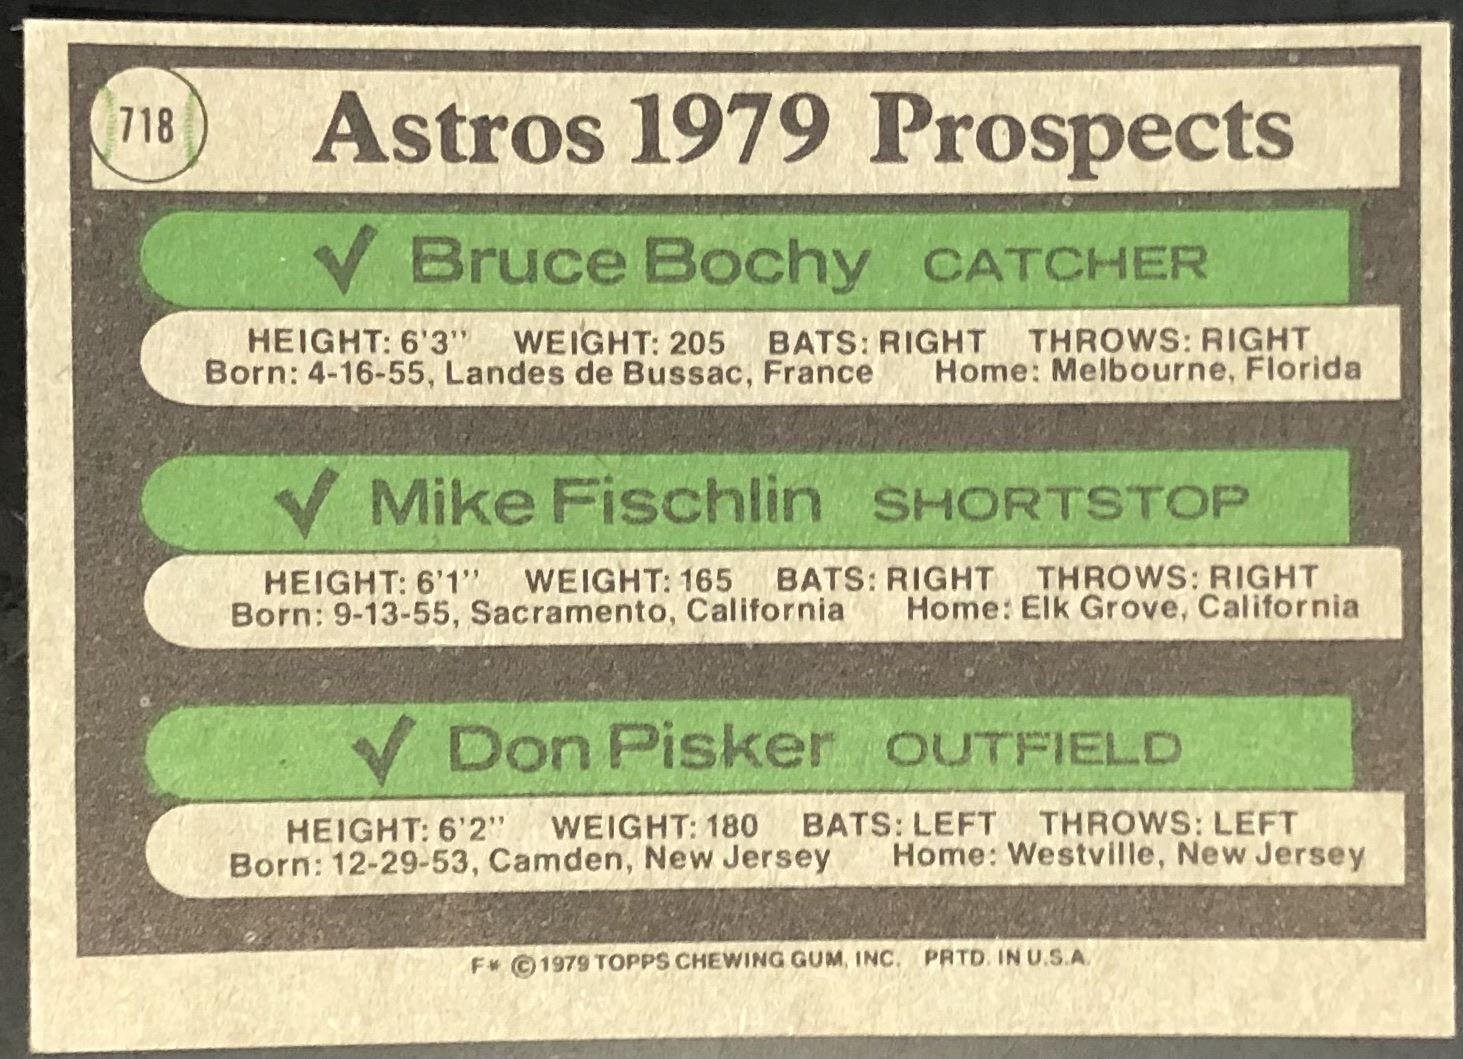 718 Astros 1979 Prospects
✓ Bruce Bochy CATCHER
HEIGHT: 6'3" WEIGHT: 205 BATS: RIGHT THROWS: RIGHT
Born: 4-16-55, Landes de Bussac, France Home: Melbourne, Florida
✓ Mike Fischlin SHORTSTOP
HEIGHT: 6'1" WEIGHT: 165 BATS: RIGHT THROWS: RIGHT
Born: 9-13-55, Sacramento, California Home: Elk Grove, California
✓ Don Pisker OUTFIELD
HEIGHT: 6'2" WEIGHT: 180 BATS: LEFT THROWS: LEFT
Born: 12-29-53, Camden, New Jersey Home: Westville, New Jersey
F* ©1979 TOPPS CHEWING GUM, INC. PRTD. IN U.S.A.